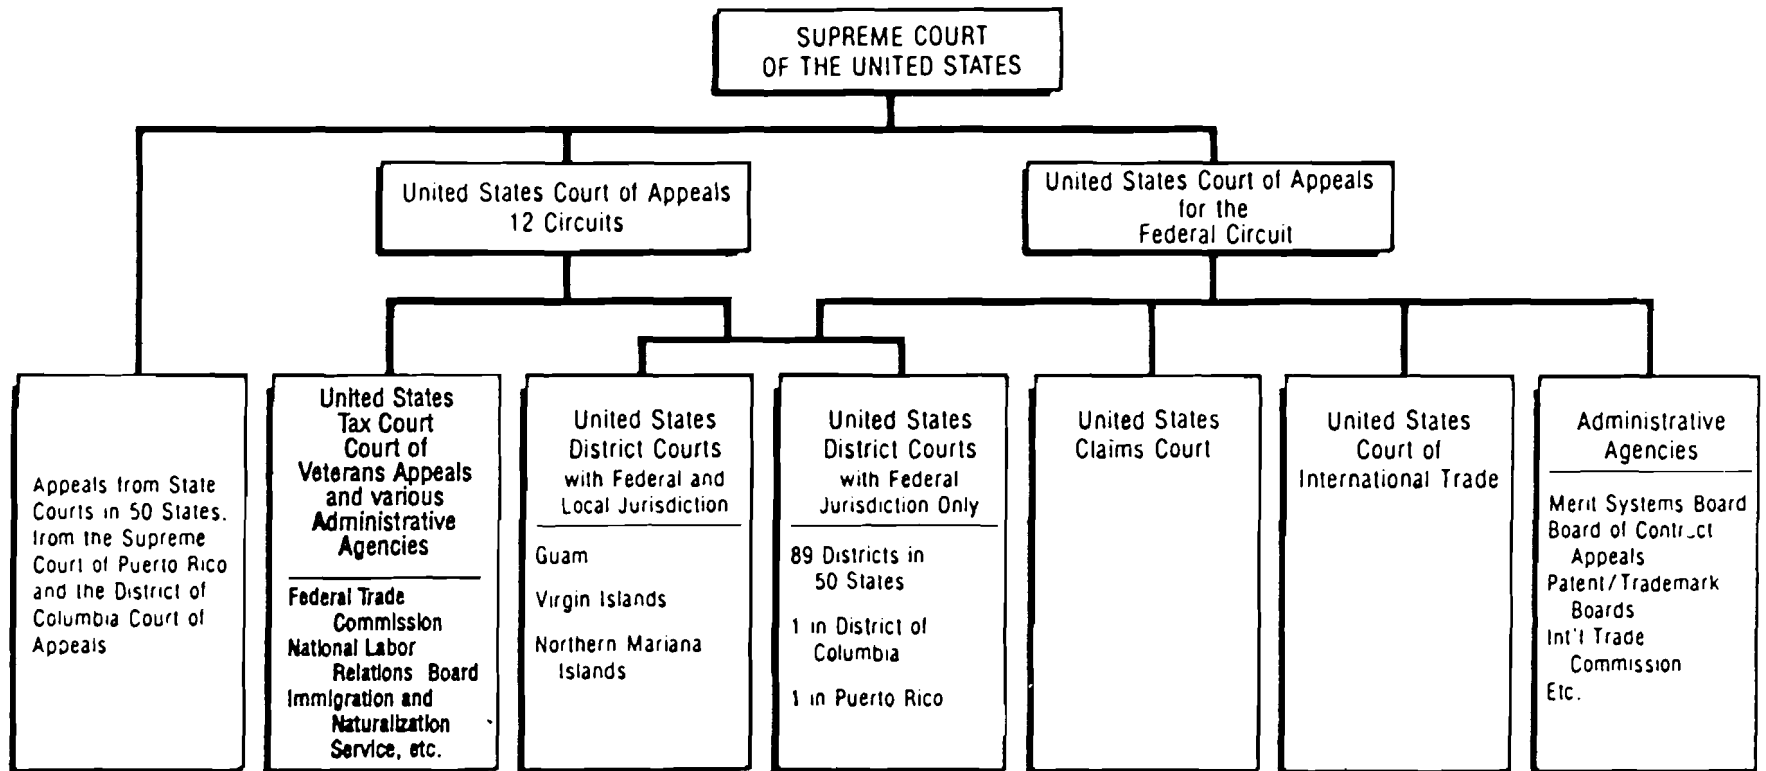 SUPREME COURT
OF THE UNITED STATES
United States Court of Appeals
12 Circuits
United States Court of Appeals
for the
Federal Circuit
Appeals from State
Courts in 50 States,
from the Supreme
Court of Puerto Rico
and the District of
Columbia Court of
Appeals
United States
Tax Court
Court of
Veterans Appeals
and various
Administrative
Agencies
Federal Trade
Commission
National Labor
Relations Board
Immigration and
Naturalization
Service, etc.
United States
District Courts
with Federal and
Local Jurisdiction
Guam
Virgin Islands
Northern Mariana
Islands
United States
District Courts
with Federal
Jurisdiction Only
89 Districts in
50 States
1 in District of
Columbia
1 in Puerto Rico
United States
Claims Court
United States
Court of
International Trade
Administrative
Agencies
Merit Systems Board
Board of Contract
Appeals
Patent/Trademark
Boards
Int'l Trade
Commission
Etc.